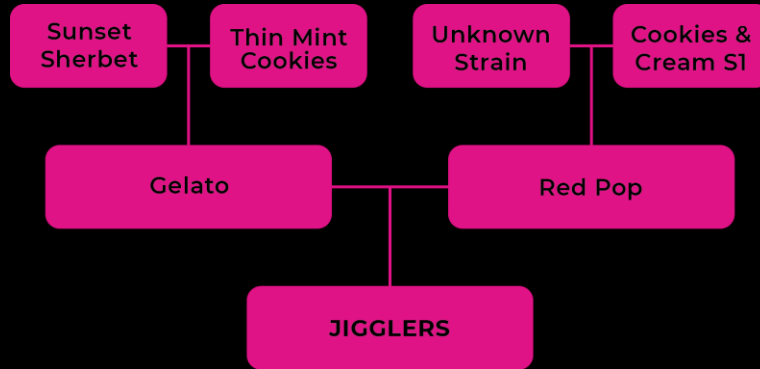 Sunset
Sherbet
Thin Mint
Cookies
Unknown
Strain
Cookies &
Cream S1
Gelato
Red Pop
JIGGLERS